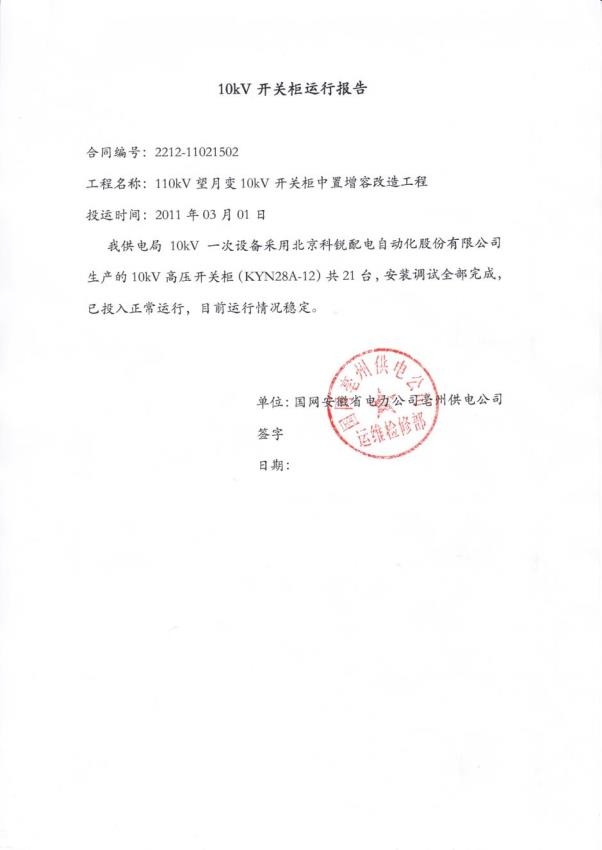 10kV 开关柜运行报告
合同编号：2212-11021502
工程名称：110kV 望月变 10kV 开关柜中置增容改造工程
投运时间：2011 年 03 月 01 日
我供电局 10kV 一次设备采用北京科锐配电自动化股份有限公司
生产的 10kV 高压开关柜（KYN28A-12）共 21 台，安装调试全部完成，
已投入正常运行，目前运行情况稳定。
国网亳州供电公司
单位：国网安徽省电力公司亳州供电公司
运维检修部
签字
日期：